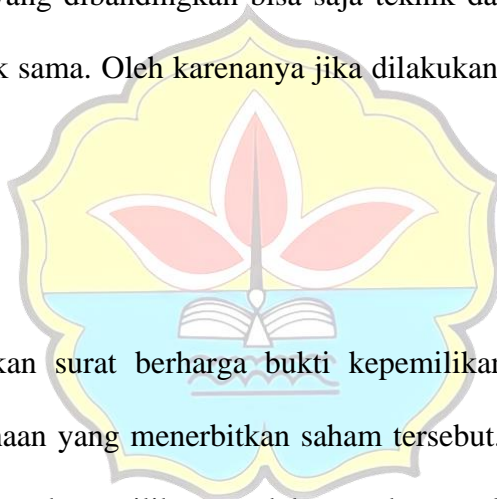 yang dibandingkan bisa saja teknik da
k sama. Oleh karenanya jika dilakukan
kan surat berharga bukti kepemilikan
haan yang menerbitkan saham tersebut.